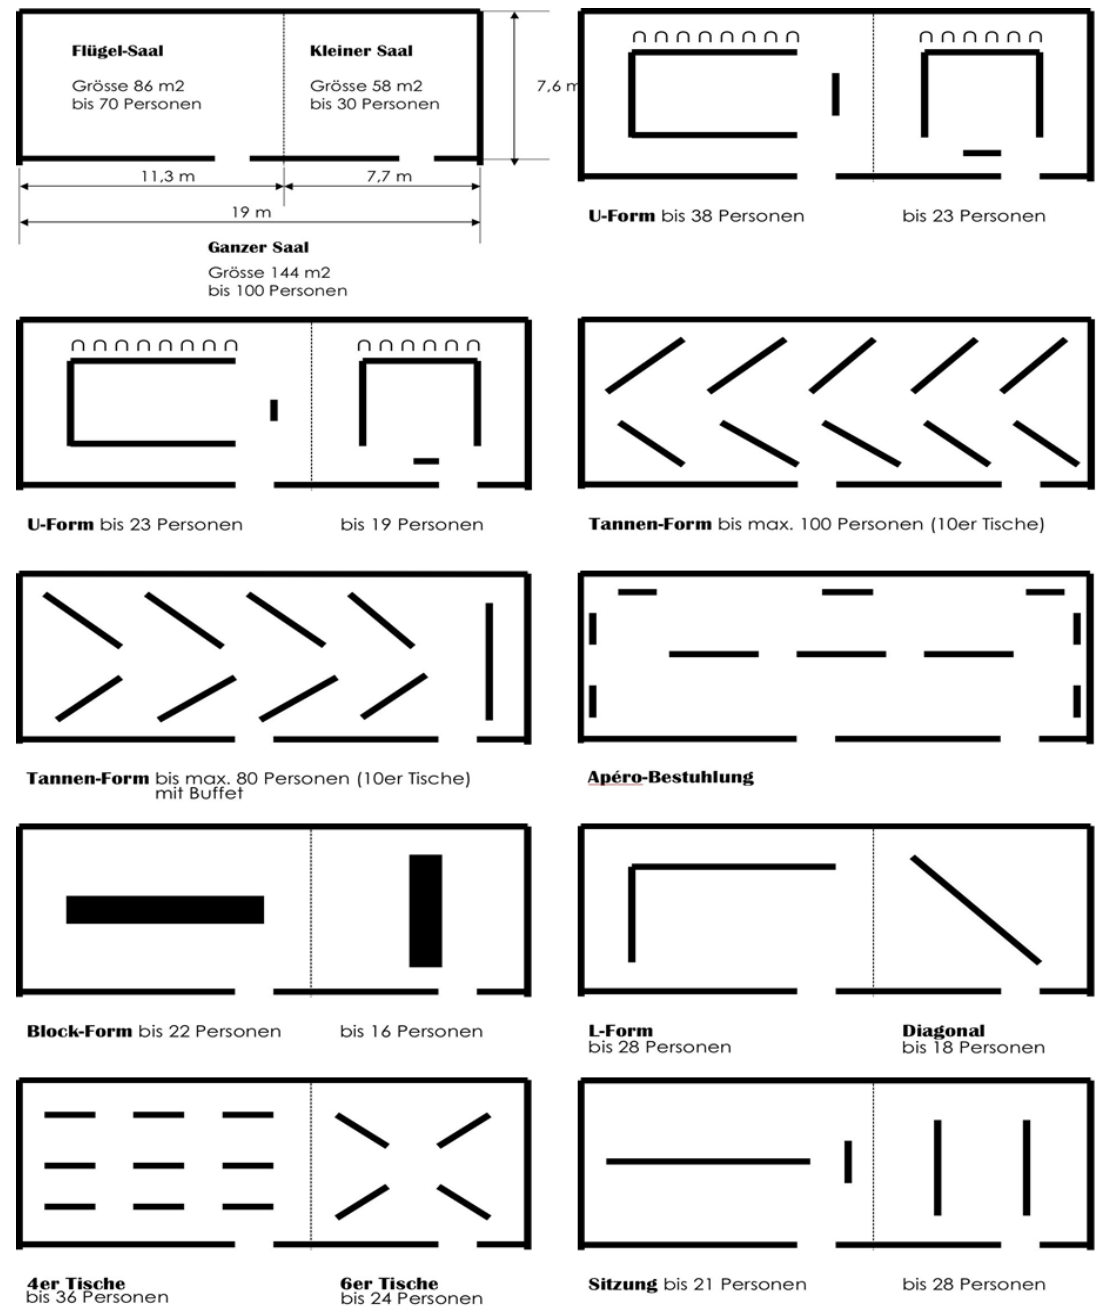 Flügel-Saal
Grösse 86 m2
bis 70 Personen
Kleiner Saal
Grösse 58 m2
bis 30 Personen
7,6 m
11,3 m
7,7 m
19 m
Ganzer Saal
Grösse 144 m2
bis 100 Personen
U-Form bis 38 Personen
bis 23 Personen
U-Form bis 23 Personen
bis 19 Personen
Tannen-Form bis max. 100 Personen (10er Tische)
Tannen-Form bis max. 80 Personen (10er Tische)
mit Buffet
Apéro-Bestuhlung
Block-Form bis 22 Personen
bis 16 Personen
L-Form
bis 28 Personen
Diagonal
bis 18 Personen
4er Tische
bis 36 Personen
6er Tische
bis 24 Personen
Sitzung bis 21 Personen
bis 28 Personen